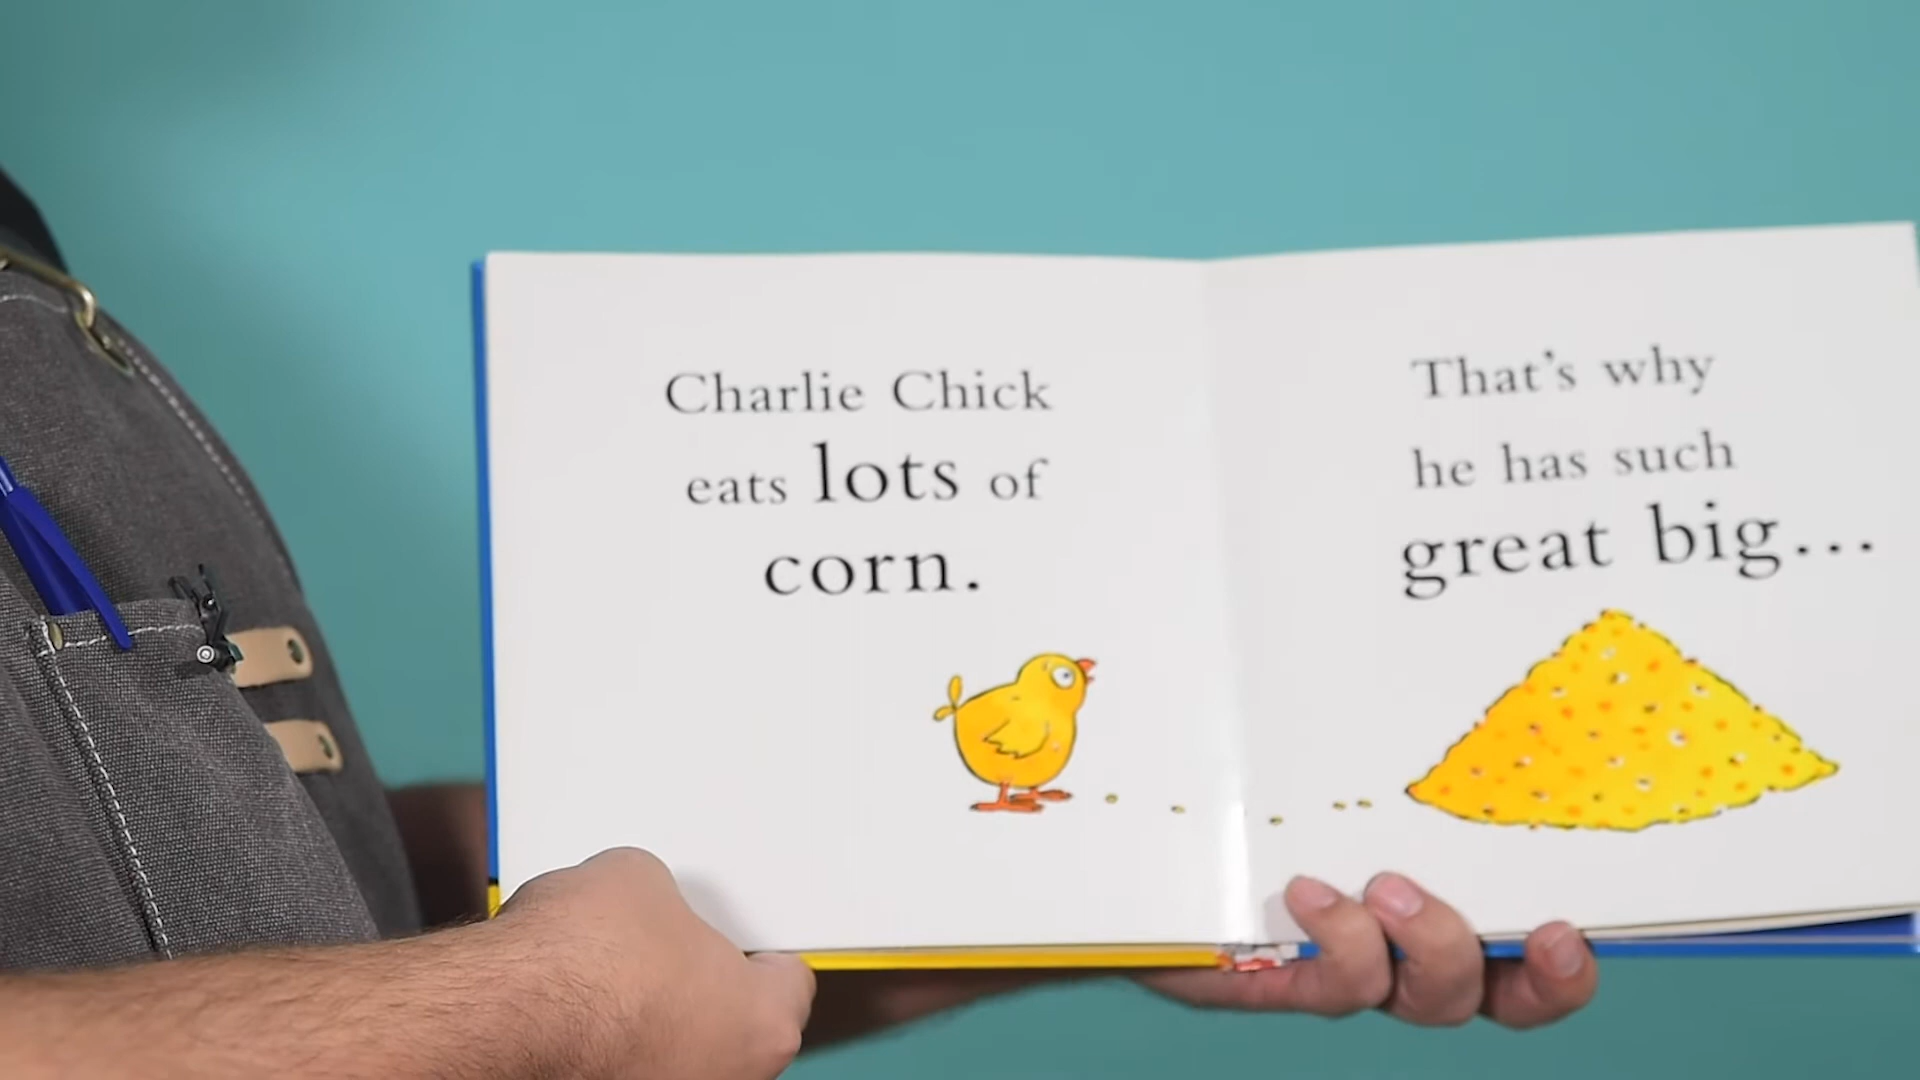 Charlie Chick
eats lots of
corn.
That's why
he has such
great big...